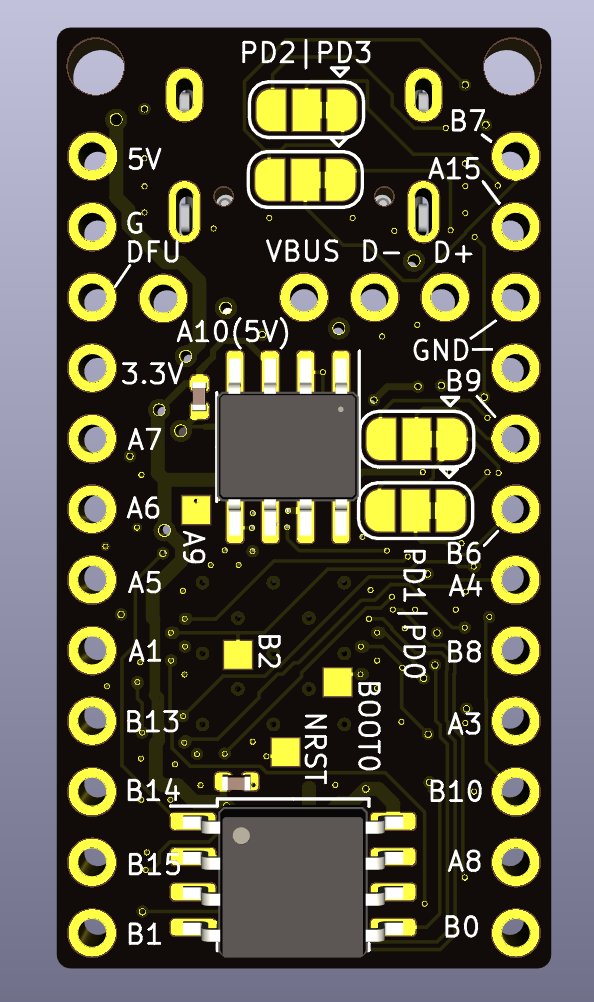 PD2|PD3
B7
5V
A15
G
DFU
VBUS D- D+
A10(5V)
GND
3.3V
B9
A7
A6
A9
B6
PD1|PD0
A5
A4
A1
B2
B8
BOOT0
B13
NRST
A3
B14
B10
B15
A8
B1
B0